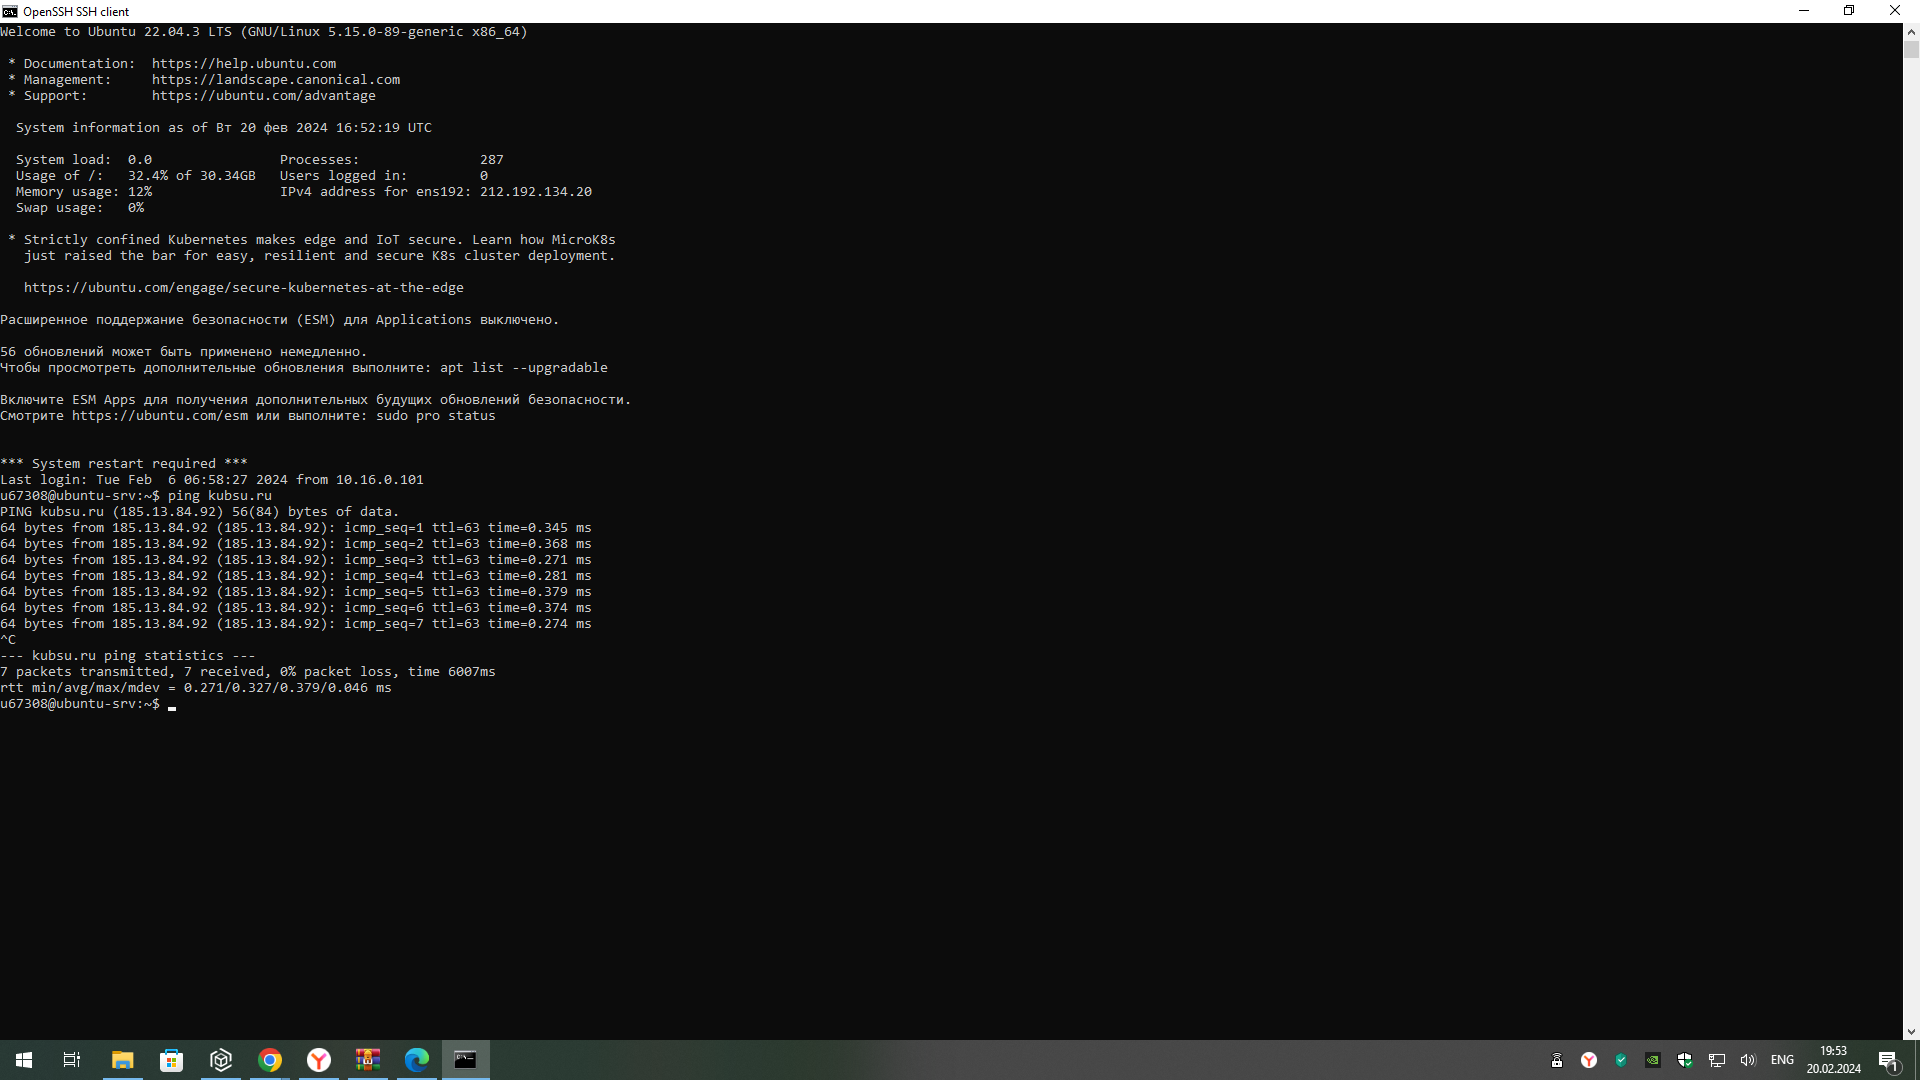 OpenSSH SSH client
Welcome to Ubuntu 22.04.3 LTS (GNU/Linux 5.15.0-89-generic x86_64)
* Documentation:  https://help.ubuntu.com
* Management:     https://landscape.canonical.com
* Support:        https://ubuntu.com/advantage
System information as of Вт 20 фев 2024 16:52:19 UTC
System load:  0.0                Processes:               287
Usage of /:   32.4% of 30.34GB   Users logged in:         0
Memory usage: 12%                IPv4 address for ens192: 212.192.134.20
Swap usage:   0%
* Strictly confined Kubernetes makes edge and IoT secure. Learn how MicroK8s
just raised the bar for easy, resilient and secure K8s cluster deployment.
https://ubuntu.com/engage/secure-kubernetes-at-the-edge
Расширенное поддержание безопасности (ESM) для Applications выключено.
56 обновлений может быть применено немедленно.
Чтобы просмотреть дополнительные обновления выполните: apt list --upgradable
Включите ESM Apps для получения дополнительных будущих обновлений безопасности.
Смотрите https://ubuntu.com/esm или выполните: sudo pro status
*** System restart required ***
Last login: Tue Feb  6 06:58:27 2024 from 10.16.0.101
u67308@ubuntu-srv:~$ ping kubsu.ru
PING kubsu.ru (185.13.84.92) 56(84) bytes of data.
64 bytes from 185.13.84.92 (185.13.84.92): icmp_seq=1 ttl=63 time=0.345 ms
64 bytes from 185.13.84.92 (185.13.84.92): icmp_seq=2 ttl=63 time=0.368 ms
64 bytes from 185.13.84.92 (185.13.84.92): icmp_seq=3 ttl=63 time=0.271 ms
64 bytes from 185.13.84.92 (185.13.84.92): icmp_seq=4 ttl=63 time=0.281 ms
64 bytes from 185.13.84.92 (185.13.84.92): icmp_seq=5 ttl=63 time=0.379 ms
64 bytes from 185.13.84.92 (185.13.84.92): icmp_seq=6 ttl=63 time=0.374 ms
64 bytes from 185.13.84.92 (185.13.84.92): icmp_seq=7 ttl=63 time=0.274 ms
^C
--- kubsu.ru ping statistics ---
7 packets transmitted, 7 received, 0% packet loss, time 6007ms
rtt min/avg/max/mdev = 0.271/0.327/0.379/0.046 ms
u67308@ubuntu-srv:~$
ENG
19:53
20.02.2024
1